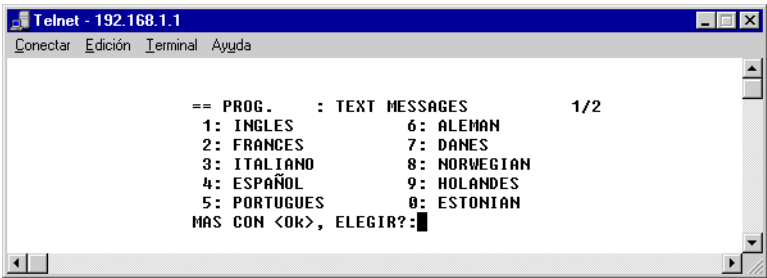 Telnet - 192.168.1.1
Conectar Edición Terminal Ayuda
== PROG. : TEXT MESSAGES 1/2
1: INGLES 6: ALEMAN
2: FRANCES 7: DANES
3: ITALIANO 8: NORWEGIAN
4: ESPAÑOL 9: HOLANDES
5: PORTUGUES 0: ESTONIAN
MAS CON <Ok>, ELEGIR?: